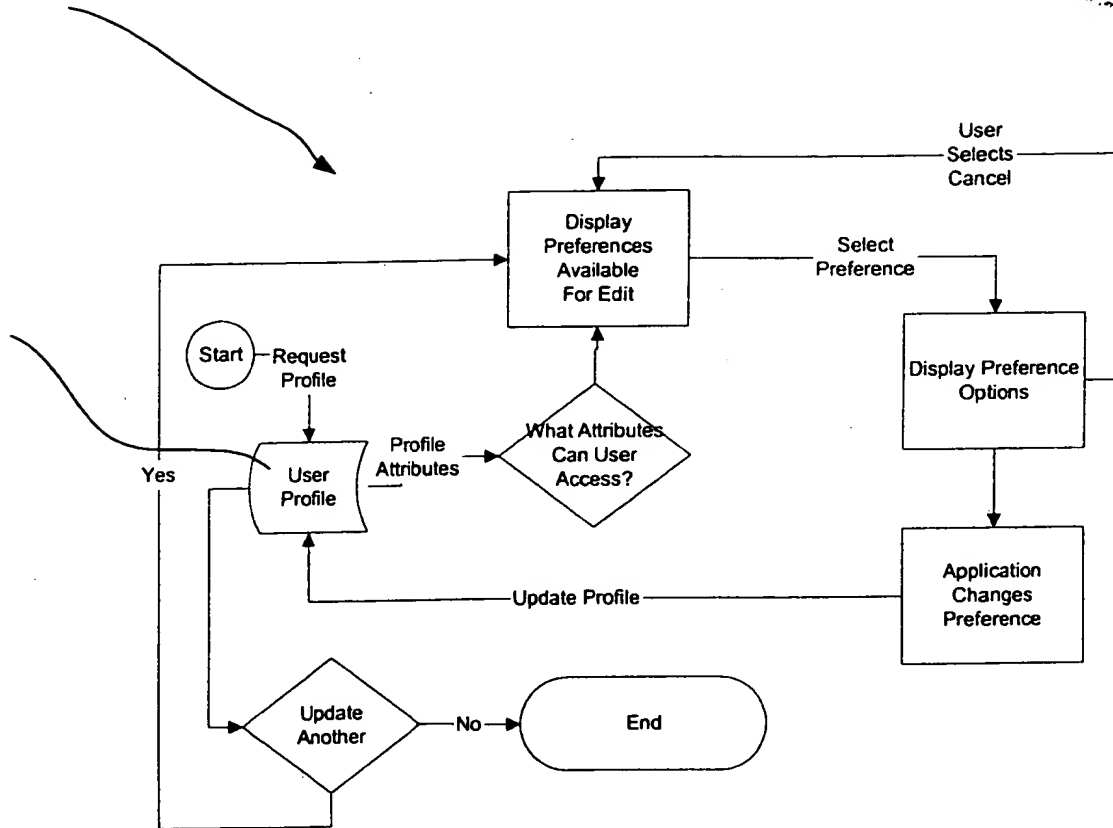 User
Selects
Cancel
Display
Preferences
Available
For Edit
Select
Preference
Start
Request
Profile
Display Preference
Options
What Attributes
Can User
Access?
Profile
Attributes
User
Profile
Yes
Application
Changes
Preference
Update Profile
Update
Another
No
End